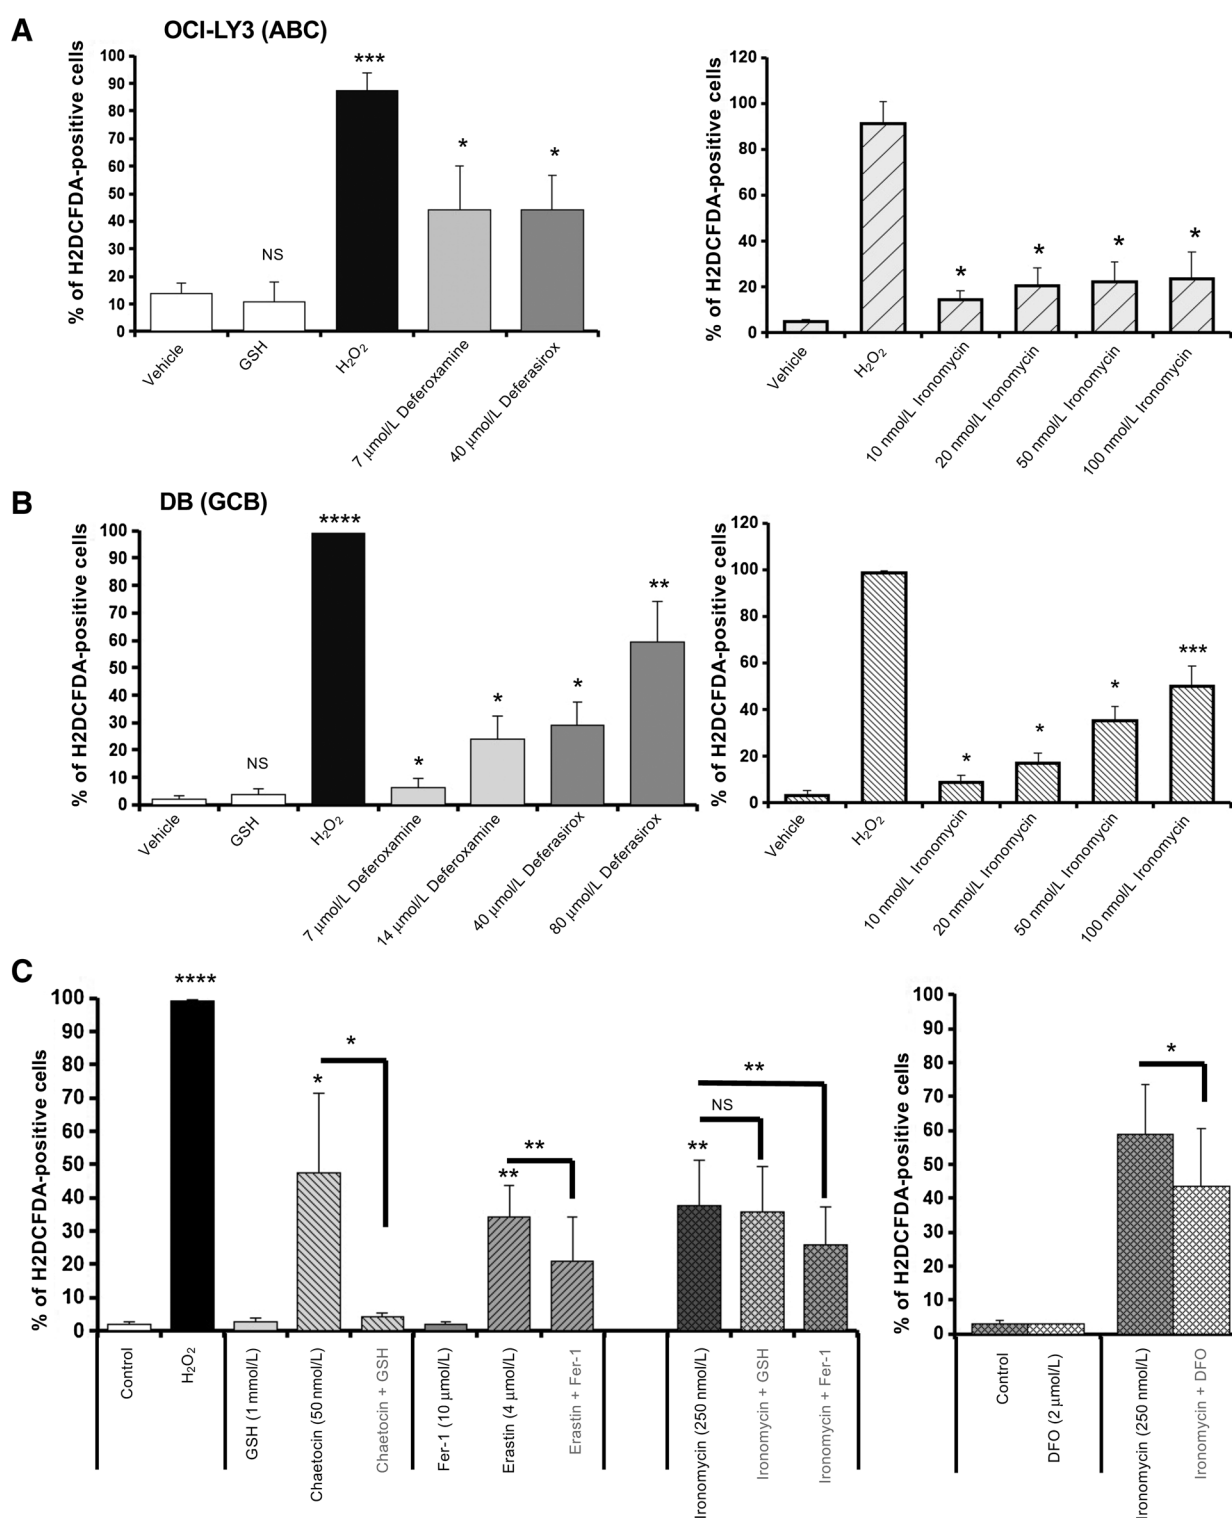 A
OCI-LY3 (ABC)
% of H2DCFDA-positive cells
100
90
80
70
60
50
40
30
20
10
0
NS
***
*
*
Vehicle
GSH
H2O2
7 µmol/L Deferoxamine
40 µmol/L Deferasirox
% of H2DCFDA-positive cells
120
100
80
60
40
20
0
*
*
*
*
Vehicle
H2O2
10 nmol/L Ironomycin
20 nmol/L Ironomycin
50 nmol/L Ironomycin
100 nmol/L Ironomycin
B
DB (GCB)
% of H2DCFDA-positive cells
100
90
80
70
60
50
40
30
20
10
0
NS
****
*
*
*
**
Vehicle
GSH
H2O2
7 µmol/L Deferoxamine
14 µmol/L Deferoxamine
40 µmol/L Deferasirox
80 µmol/L Deferasirox
% of H2DCFDA-positive cells
120
100
80
60
40
20
0
*
*
*
***
Vehicle
H2O2
10 nmol/L Ironomycin
20 nmol/L Ironomycin
50 nmol/L Ironomycin
100 nmol/L Ironomycin
C
% of H2DCFDA-positive cells
100
90
80
70
60
50
40
30
20
10
0
****
*
*
**
**
**
NS
**
Control
H2O2
GSH (1 mmol/L)
Chaetocin (50 nmol/L)
Chaetocin + GSH
Fer-1 (10 µmol/L)
Erastin (4 µmol/L)
Erastin + Fer-1
Ironomycin (250 nmol/L)
Ironomycin + GSH
Ironomycin + Fer-1
% of H2DCFDA-positive cells
100
90
80
70
60
50
40
30
20
10
0
*
Control
DFO (2 µmol/L)
Ironomycin (250 nmol/L)
Ironomycin + DFO